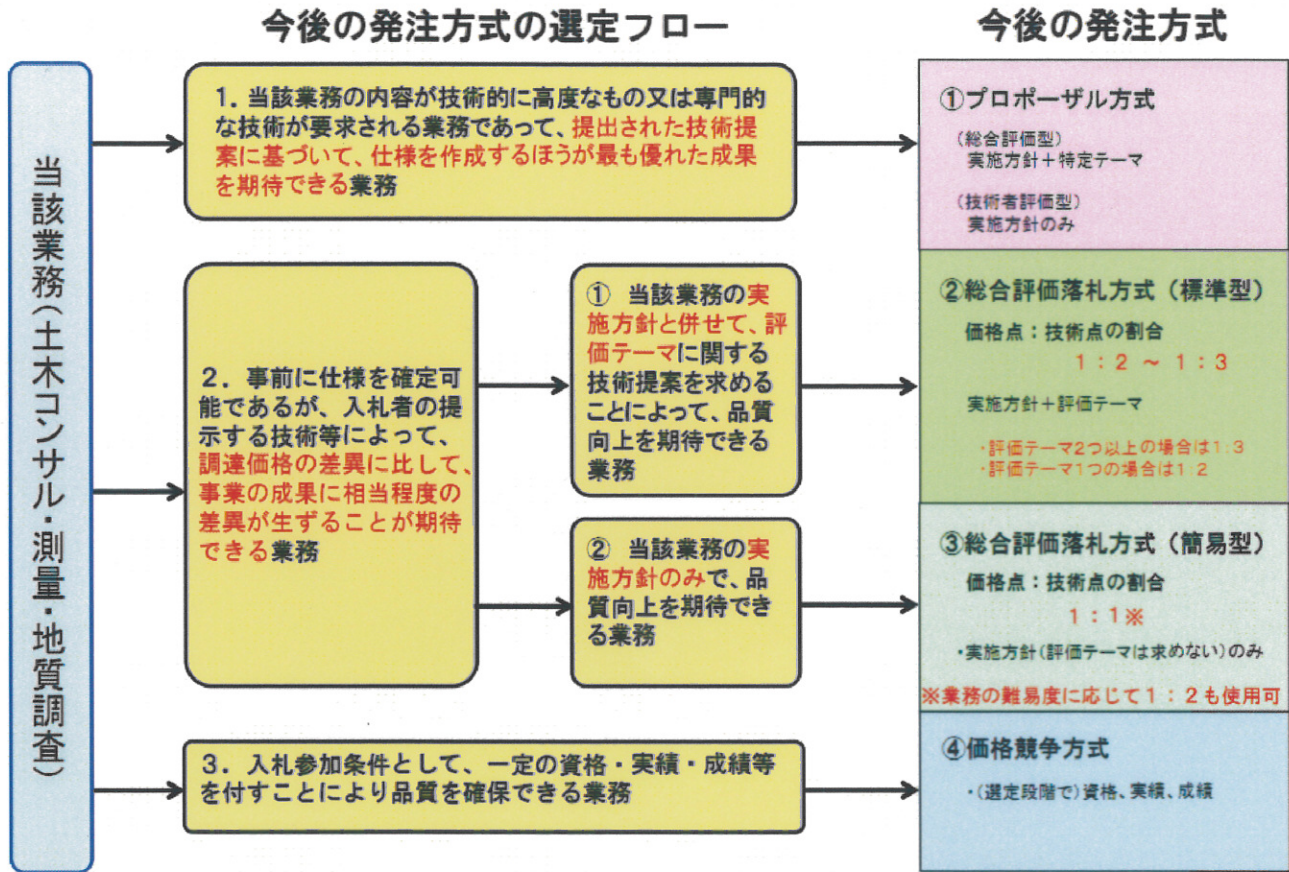 今後の発注方式の選定フロー
今後の発注方式
当該業務(土木コンサル・測量・地質調査)
1．当該業務の内容が技術的に高度なもの又は専門的
な技術が要求される業務であって、提出された技術提
案に基づいて、仕様を作成するほうが最も優れた成果
を期待できる業務
2．事前に仕様を確定可
能であるが、入札者の提
示する技術等によって、
調達価格の差異に比して、
事業の成果に相当程度の
差異が生ずることが期待
できる業務
① 当該業務の実
施方針と併せて、評
価テーマに関する
技術提案を求める
ことによって、品質
向上を期待できる
業務
② 当該業務の実
施方針のみで、品
質向上を期待でき
る業務
3．入札参加条件として、一定の資格・実績・成績等
を付すことにより品質を確保できる業務
①プロポーザル方式
(総合評価型)
実施方針＋特定テーマ
(技術者評価型)
実施方針のみ
②総合評価落札方式（標準型）
価格点：技術点の割合
1：2 ～ 1：3
実施方針＋評価テーマ
・評価テーマ2つ以上の場合は1：3
・評価テーマ1つの場合は1：2
③総合評価落札方式（簡易型）
価格点：技術点の割合
1：1※
・実施方針(評価テーマは求めない)のみ
※業務の難易度に応じて1：2も使用可
④価格競争方式
・(選定段階で)資格、実績、成績